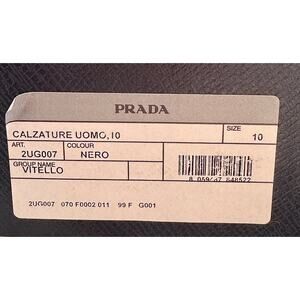 PRADA
CALZATURE UOMO,10
SIZE
10
ART.
2UG007
COLOUR
NERO
GROUP NAME
VITELLO
2UG007 070 F0002 011 99 F G001